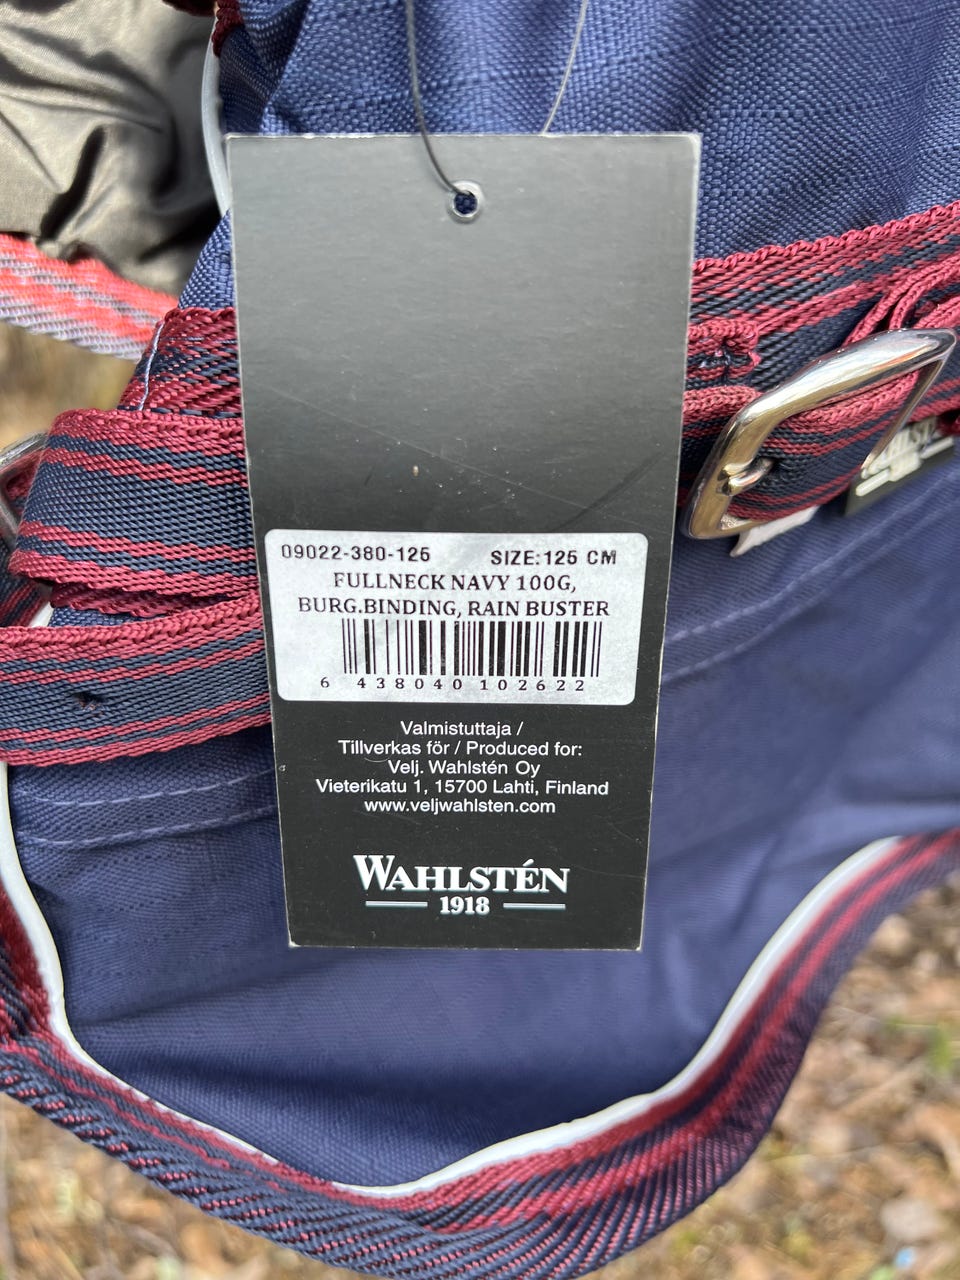 09022-380-125 SIZE:125 CM
FULLNECK NAVY 100G,
BURG.BINDING, RAIN BUSTER
6 438040 102622
Valmistuttaja /
Tillverkas för / Produced for:
Velj. Wahlstén Oy
Vieterikatu 1, 15700 Lahti, Finland
www.veljwahlsten.com
WAHLSTÉN
1918